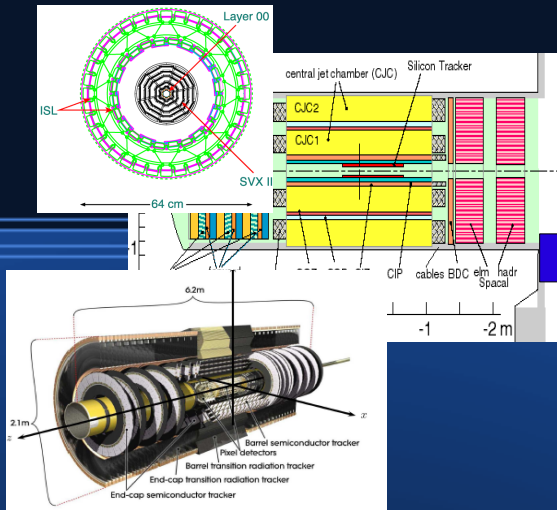 Layer 00
ISL
SVX II
64 cm
central jet chamber (CJC)
Silicon Tracker
CJC2
CJC1
CIP
cables
BDC
elm
hadr
Spacal
1
-1
-2 m
6.2m
2.1m
x
z
Barrel semiconductor tracker
Pixel detectors
Barrel transition radiation tracker
End-cap transition radiation tracker
End-cap semiconductor tracker